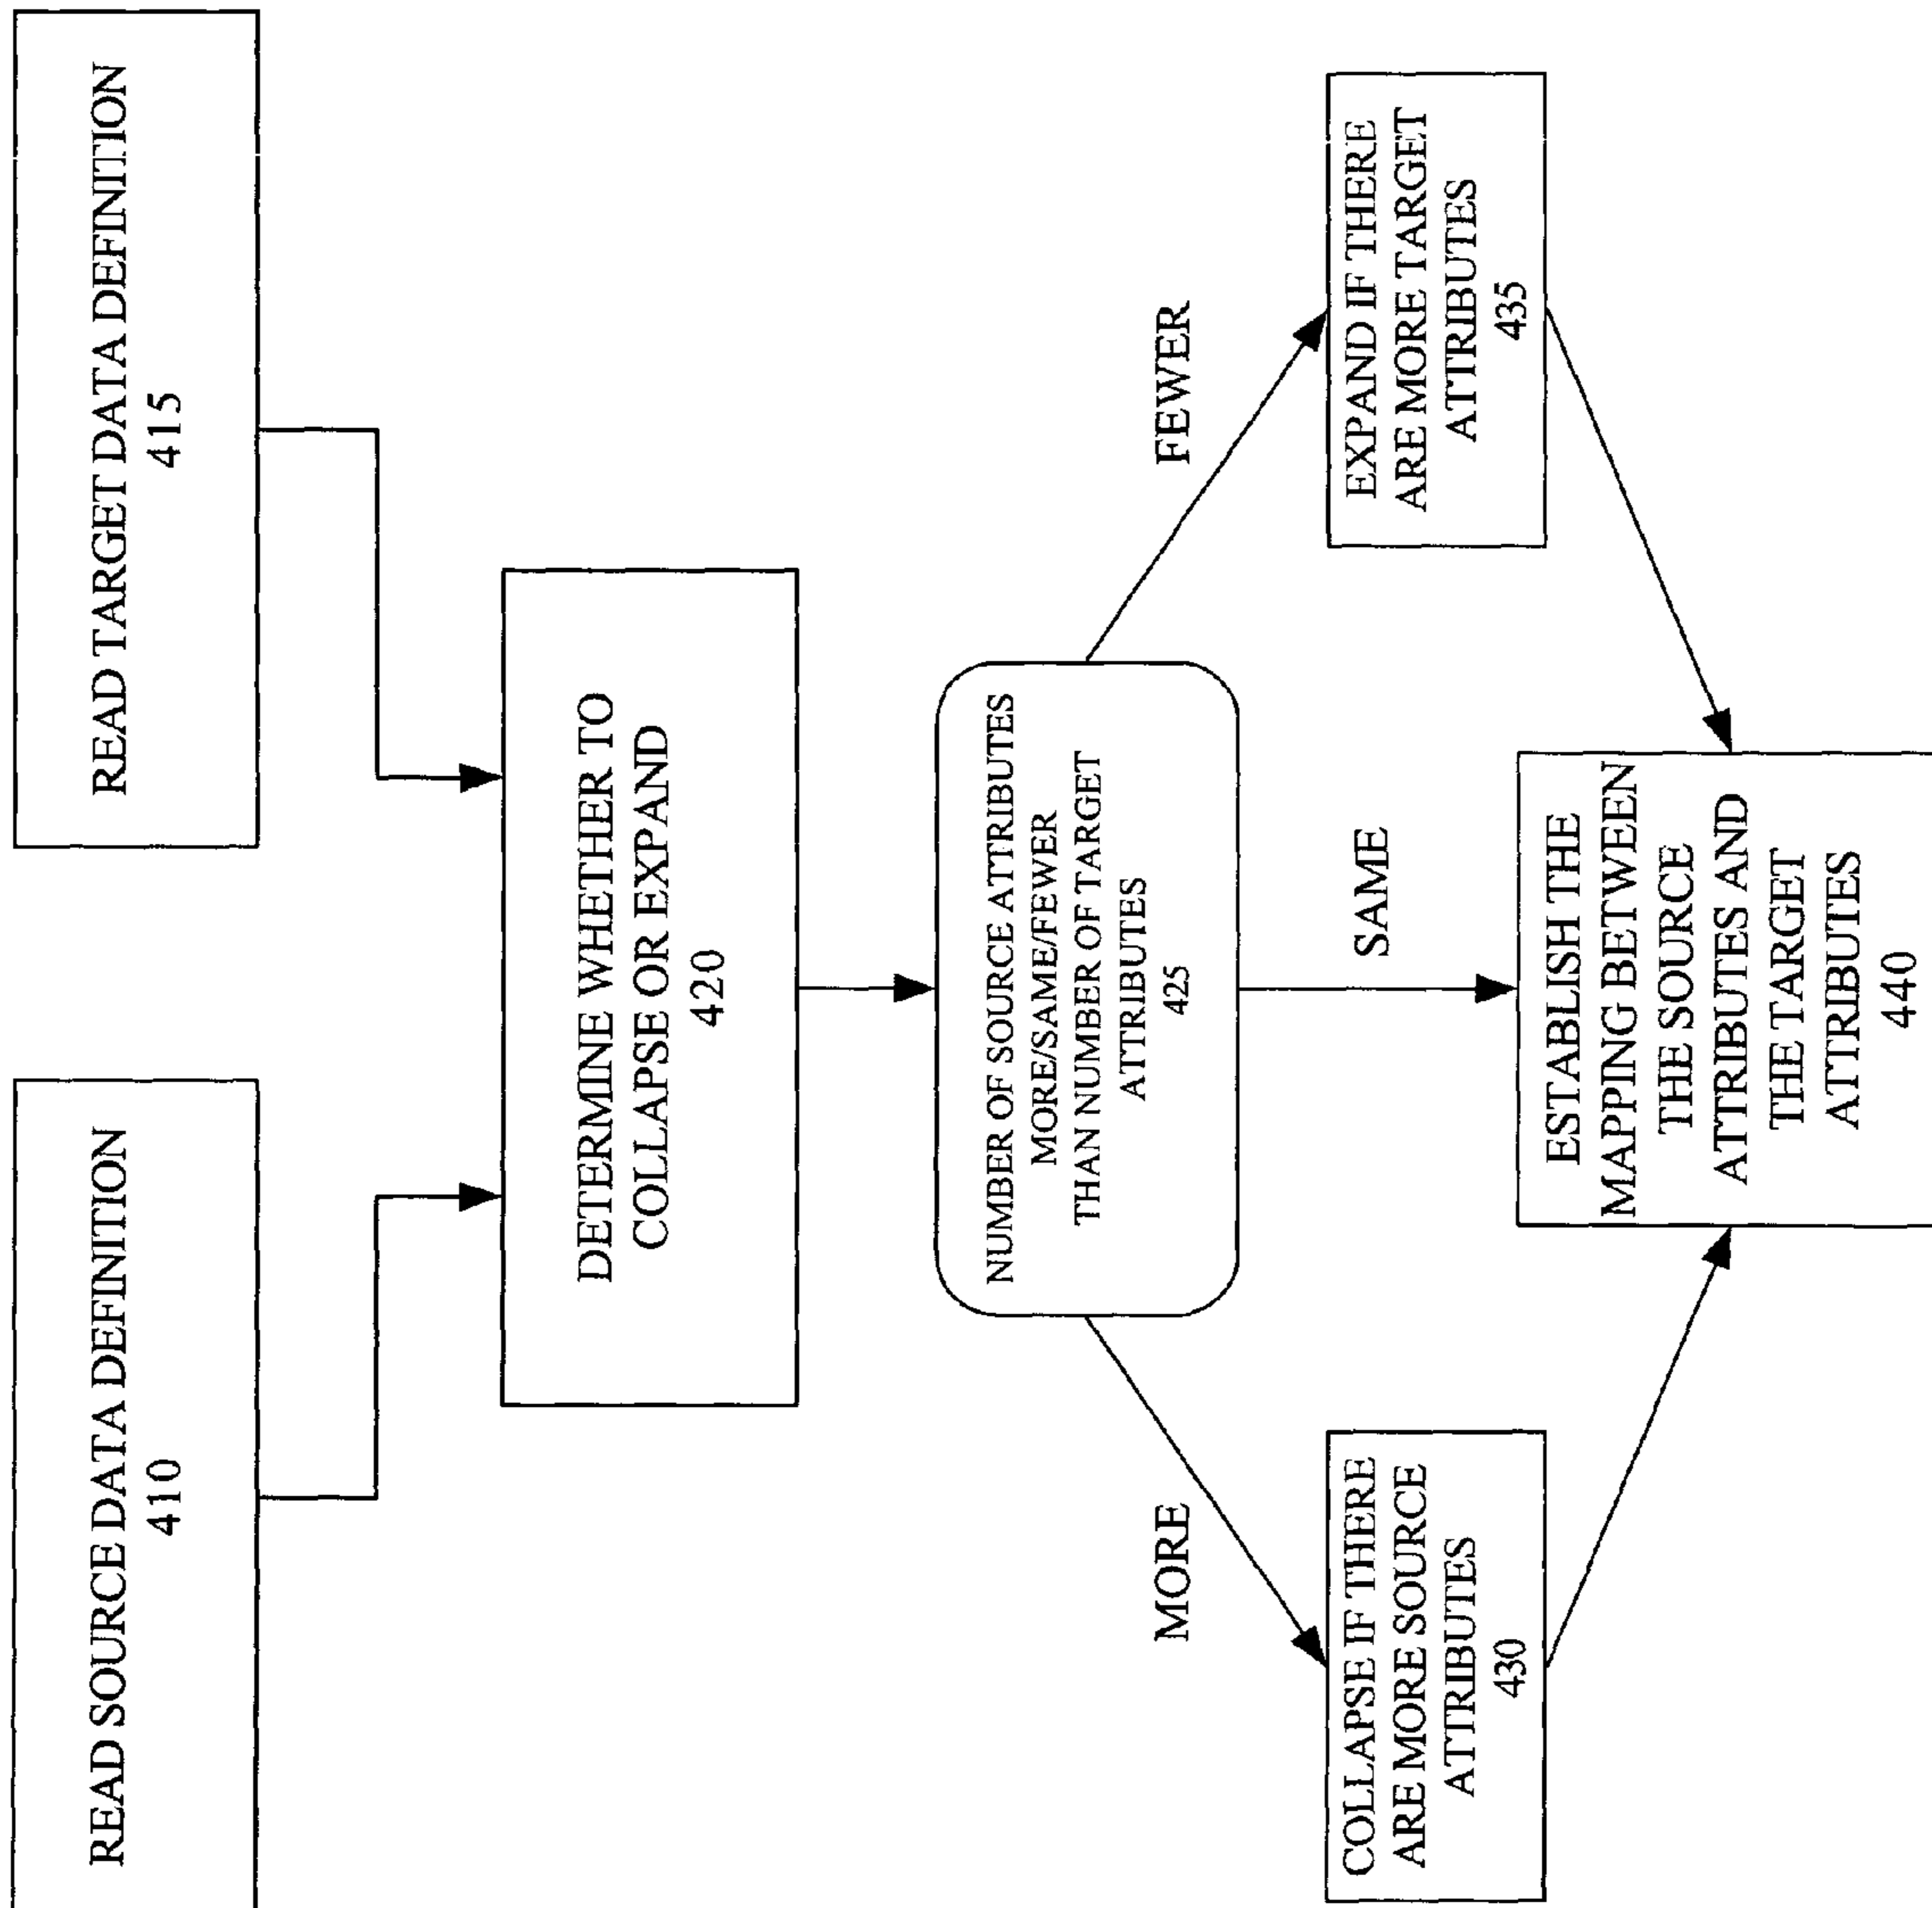 READ SOURCE DATA DEFINITION
410
READ TARGET DATA DEFINITION
415
DETERMINE WHETHER TO
COLLAPSE OR EXPAND
420
NUMBER OF SOURCE ATTRIBUTES
MORE/SAME/FEWER
THAN NUMBER OF TARGET
ATTRIBUTES
425
MORE
FEWER
COLLAPSE IF THERE
ARE MORE SOURCE
ATTRIBUTES
430
SAME
EXPAND IF THERE
ARE MORE TARGET
ATTRIBUTES
435
ESTABLISH THE
MAPPING BETWEEN
THE SOURCE
ATTRIBUTES AND
THE TARGET
ATTRIBUTES
440